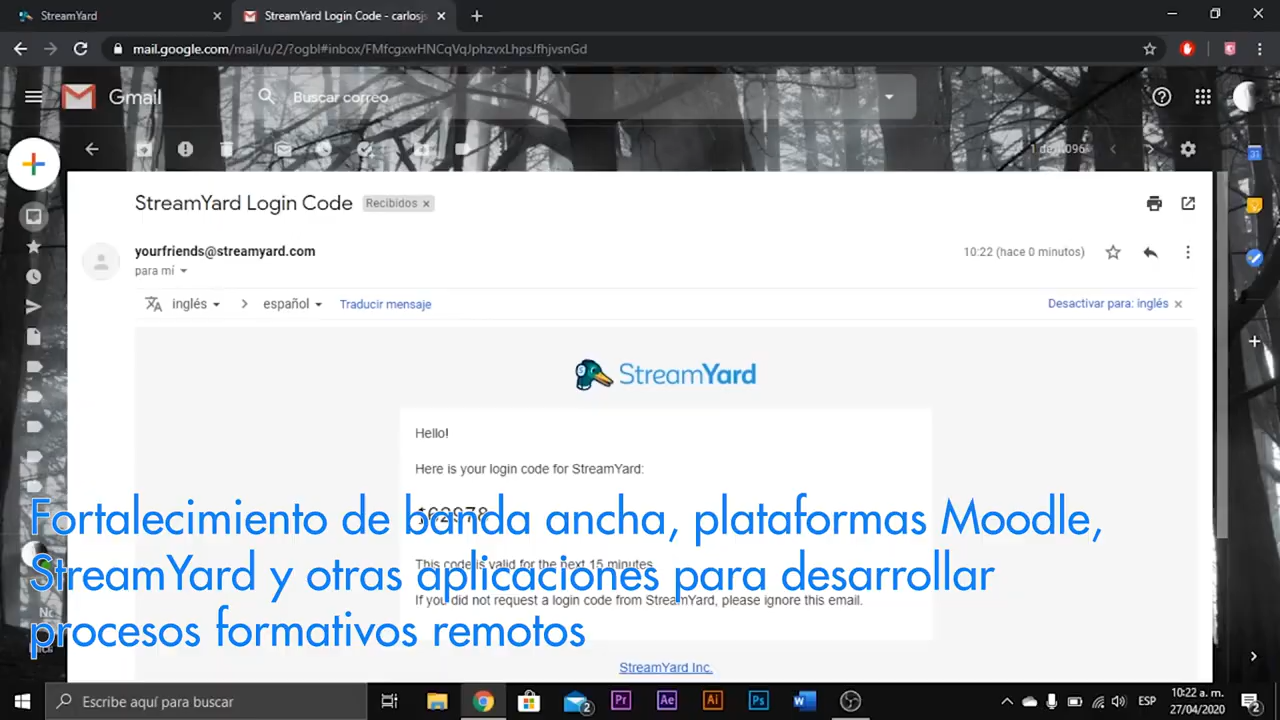 StreamYard
StreamYard Login Code - carlosjs
mail.google.com/mail/u/2/?ogbl#inbox/FMfcgxwHNCqVqJphzvxLhpsJfhjvsnGd
Gmail
Buscar correo
StreamYard Login Code
Recibidos
yourfriends@streamyard.com
10:22 (hace 0 minutos)
para mí
inglés
español
Traducir mensaje
Desactivar para: inglés
StreamYard
Hello!
Here is your login code for StreamYard:
Fortalecimiento de banda ancha, plataformas Moodle,
This code is valid for the next 15 minutes.
StreamYard y otras aplicaciones para desarrollar
If you did not request a login code from StreamYard, please ignore this email.
procesos formativos remotos
StreamYard Inc.
Escribe aquí para buscar
ESP
10:22 a. m.
27/04/2020